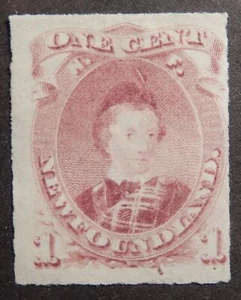 ONE CENT
N. F.
NEWFOUNDLAND.
1 1